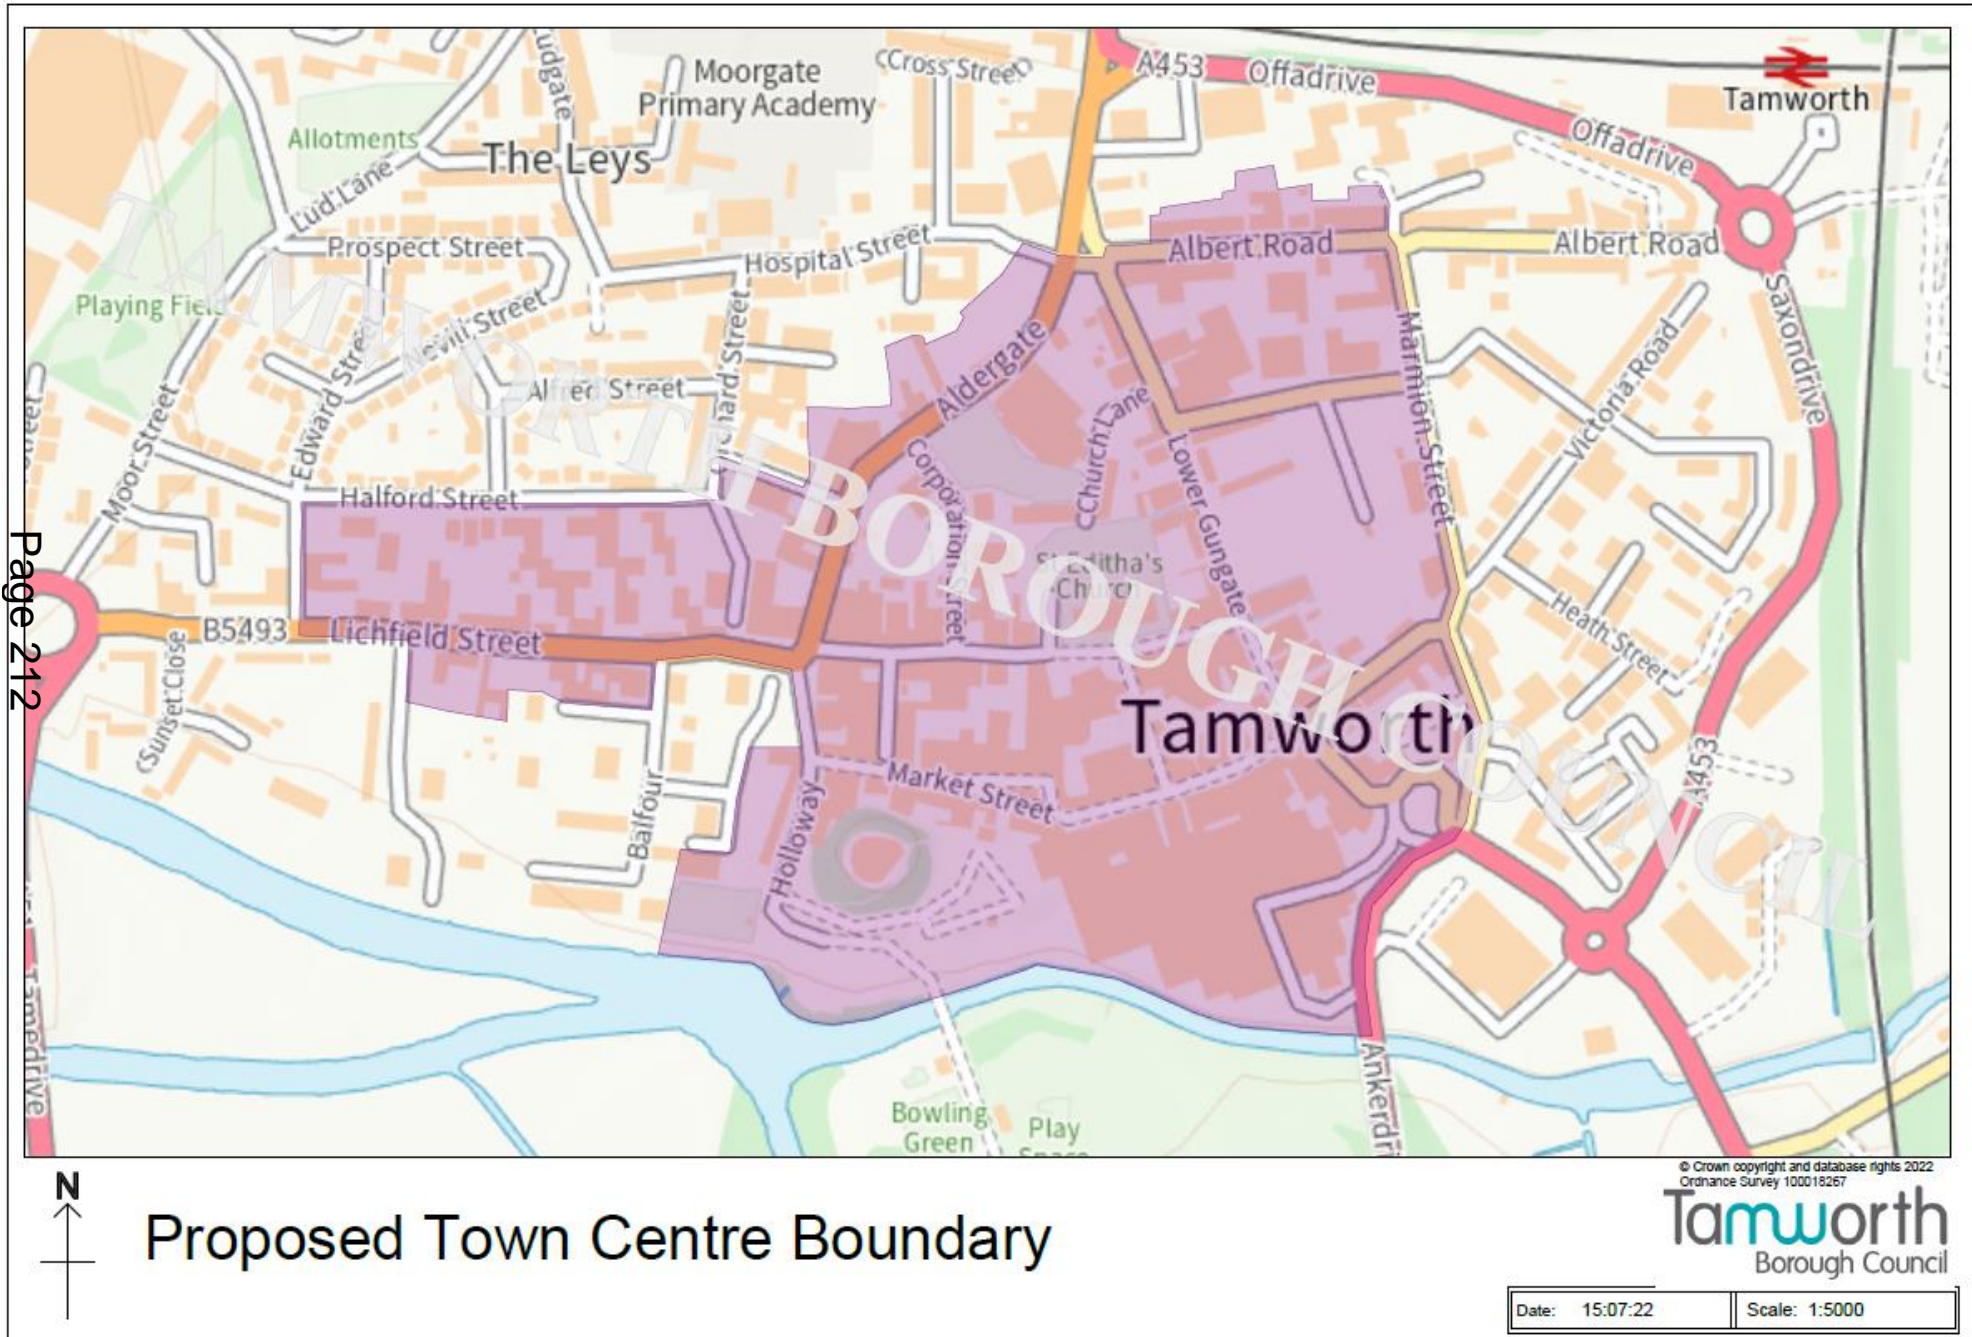 Moorgate
Primary Academy
Cross Street
A453
Offadrive
Tamworth
Allotments
The Leys
Ludgate
Lud Lane
Offadrive
Prospect Street
Hospital Street
Albert Road
Albert Road
Playing Field
Nevill Street
Saxondrive
Edward Street
Alfred Street
Aldergate
Marmion Street
Victoria Road
Moor Street
Church Lane
Halford Street
Corporation Street
Lower Gungate
St Editha's
Church
Page 212
B5493
Lichfield Street
Heath Street
Sunset Close
Tamworth
A453
Market Street
Balfour
Holloway
TAMWORTH BOROUGH COUNCIL
Tamedrive
Ankerdri
Bowling
Green
Play
Space
N
Proposed Town Centre Boundary
© Crown copyright and database rights 2022
Ordnance Survey 100018267
Tamworth
Borough Council
Date: 15:07:22
Scale: 1:5000